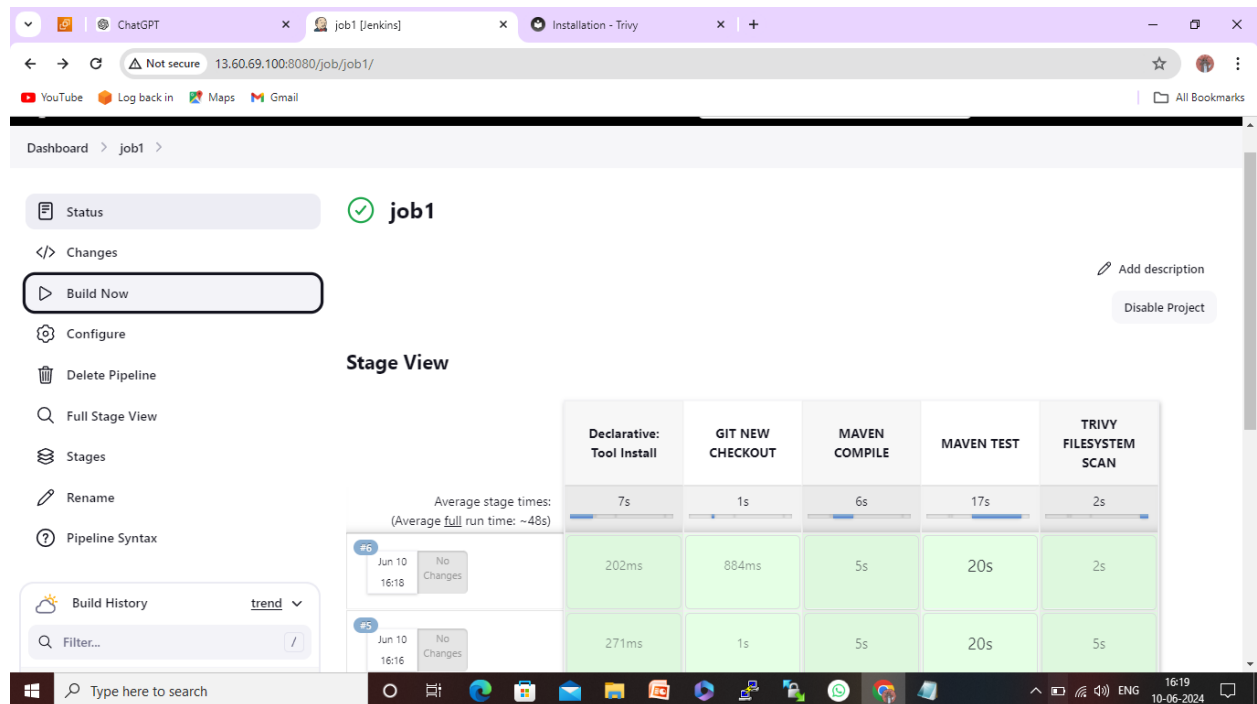 ChatGPT
job1 [Jenkins]
Installation - Trivy
Not secure
13.60.69.100:8080/job/job1/
YouTube
Log back in
Maps
Gmail
All Bookmarks
Dashboard > job1 >
Status
Changes
Build Now
Configure
Delete Pipeline
Full Stage View
Stages
Rename
Pipeline Syntax
Build History
trend
Filter...
/
job1
Add description
Disable Project
Stage View
Declarative:
Tool Install
GIT NEW
CHECKOUT
MAVEN
COMPILE
MAVEN TEST
TRIVY
FILESYSTEM
SCAN
Average stage times:
(Average full run time: ~48s)
7s
1s
6s
17s
2s
#6
Jun 10
16:18
No
Changes
202ms
884ms
5s
20s
2s
#5
Jun 10
16:16
No
Changes
271ms
1s
5s
20s
5s
Type here to search
ENG
16:19
10-06-2024